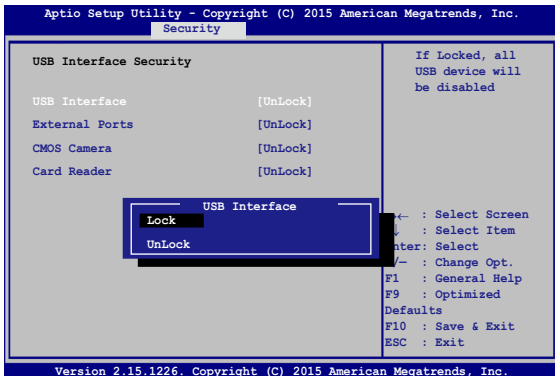 Aptio Setup Utility - Copyright (C) 2015 American Megatrends, Inc.
Security
USB Interface Security
USB Interface [UnLock]
External Ports [UnLock]
CMOS Camera [UnLock]
Card Reader [UnLock]
If Locked, all
USB device will
be disabled
USB Interface
Lock
UnLock
← : Select Screen
↓ : Select Item
nter: Select
/— : Change Opt.
F1 : General Help
F9 : Optimized
Defaults
F10 : Save & Exit
ESC : Exit
Version 2.15.1226. Copyright (C) 2015 American Megatrends, Inc.